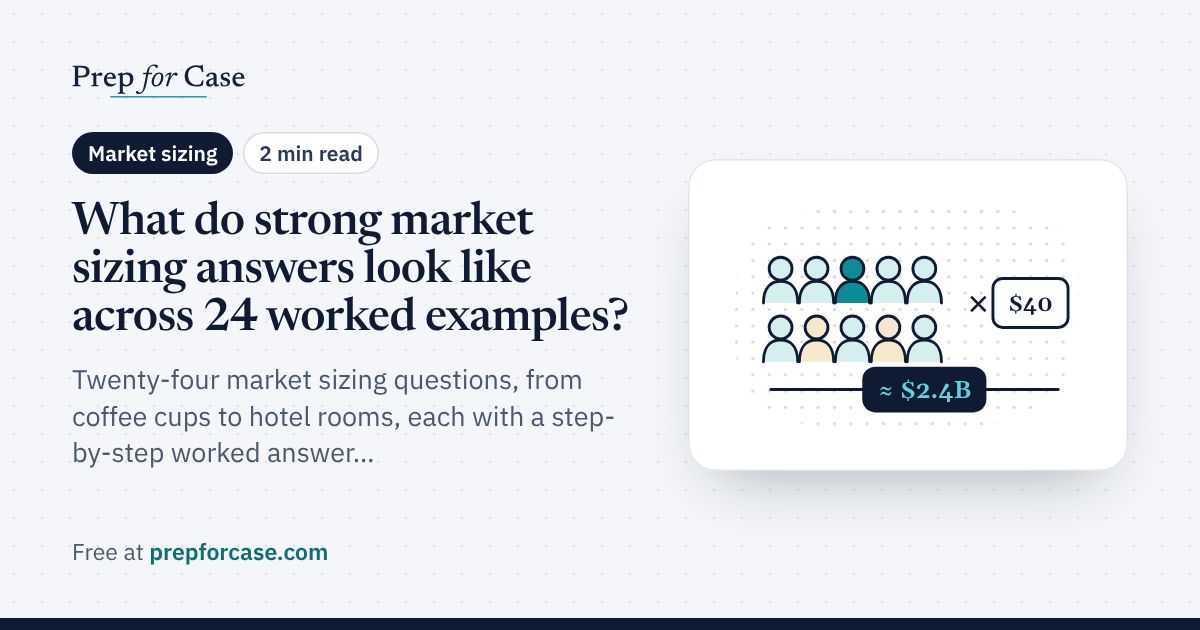 Prep for Case
Market sizing
2 min read
What do strong market
sizing answers look like
across 24 worked examples?
Twenty-four market sizing questions, from
coffee cups to hotel rooms, each with a step-
by-step worked answer...
× $40
≈ $2.4B
Free at prepforcase.com